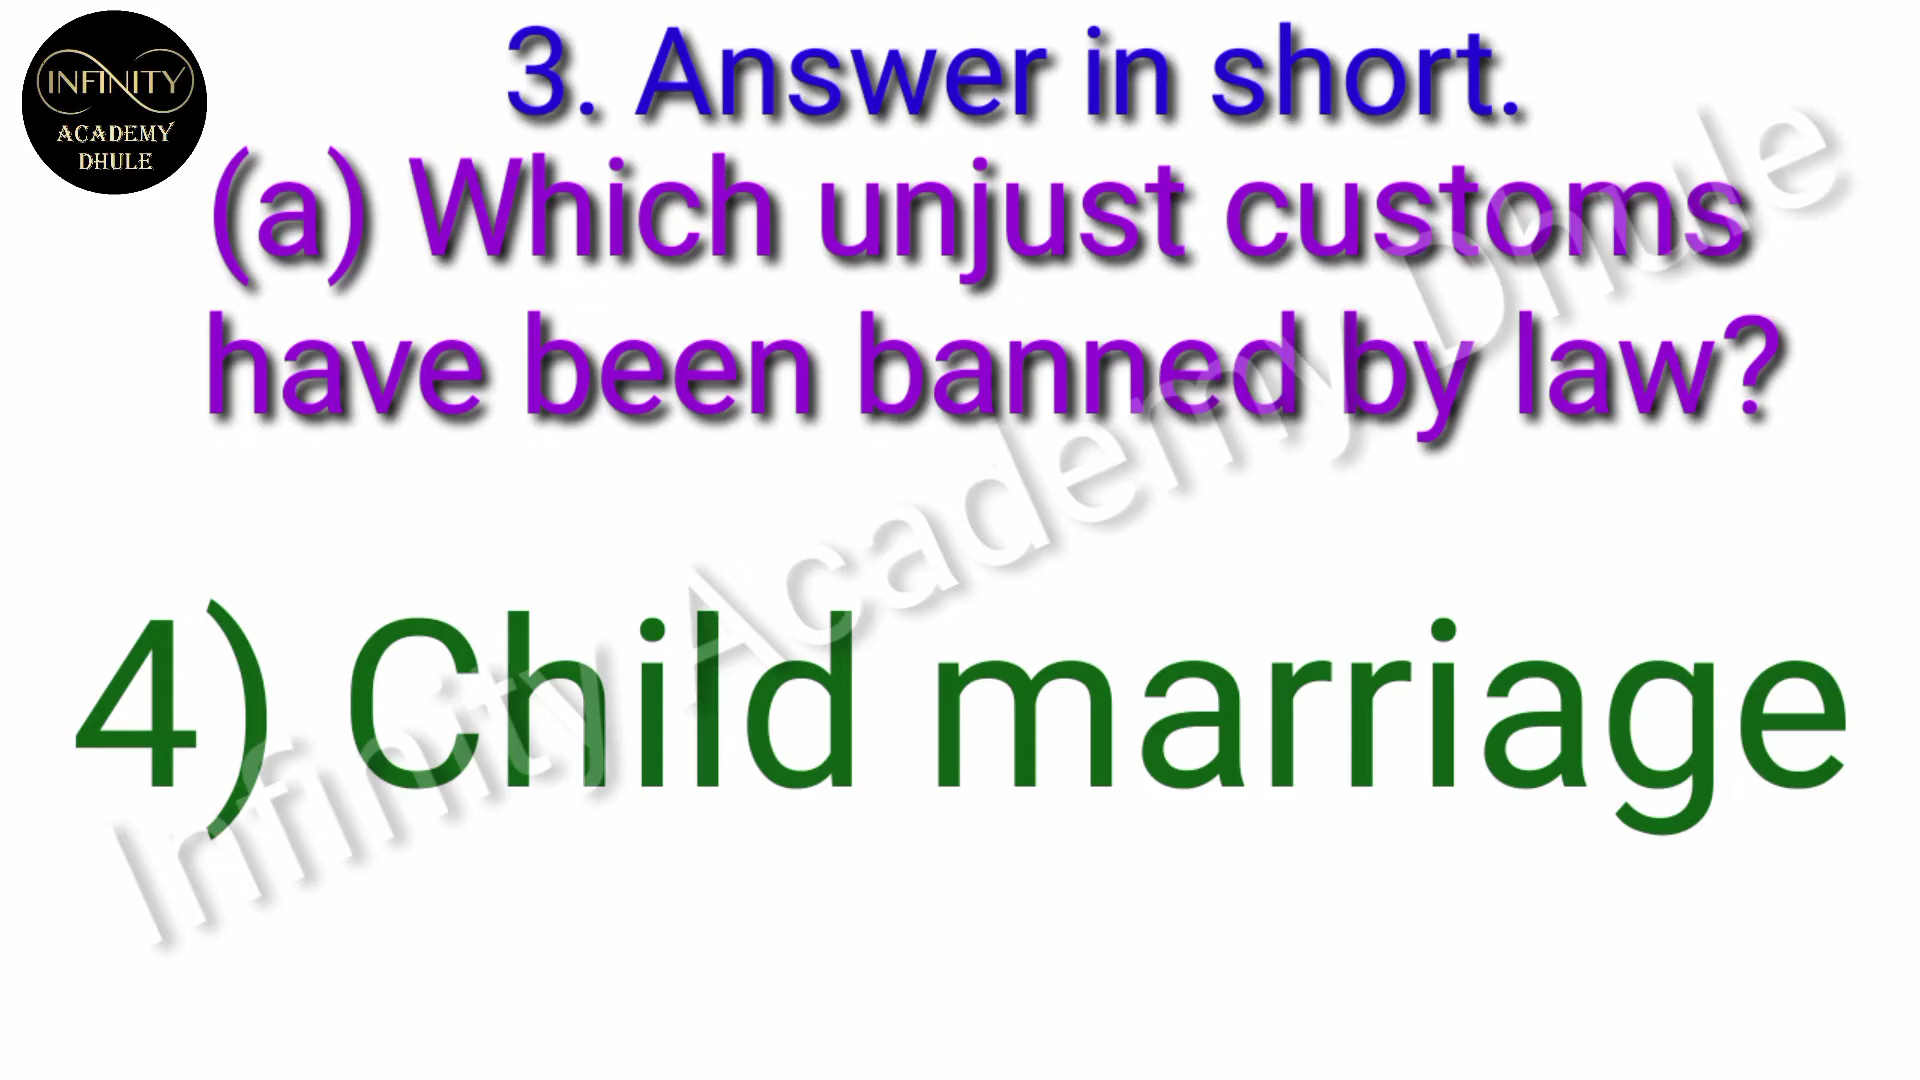 INFINITY
ACADEMY
DHULE
3. Answer in short.
(a) Which unjust customs
have been banned by law?
4) Child marriage
Infinity Academy Dhule